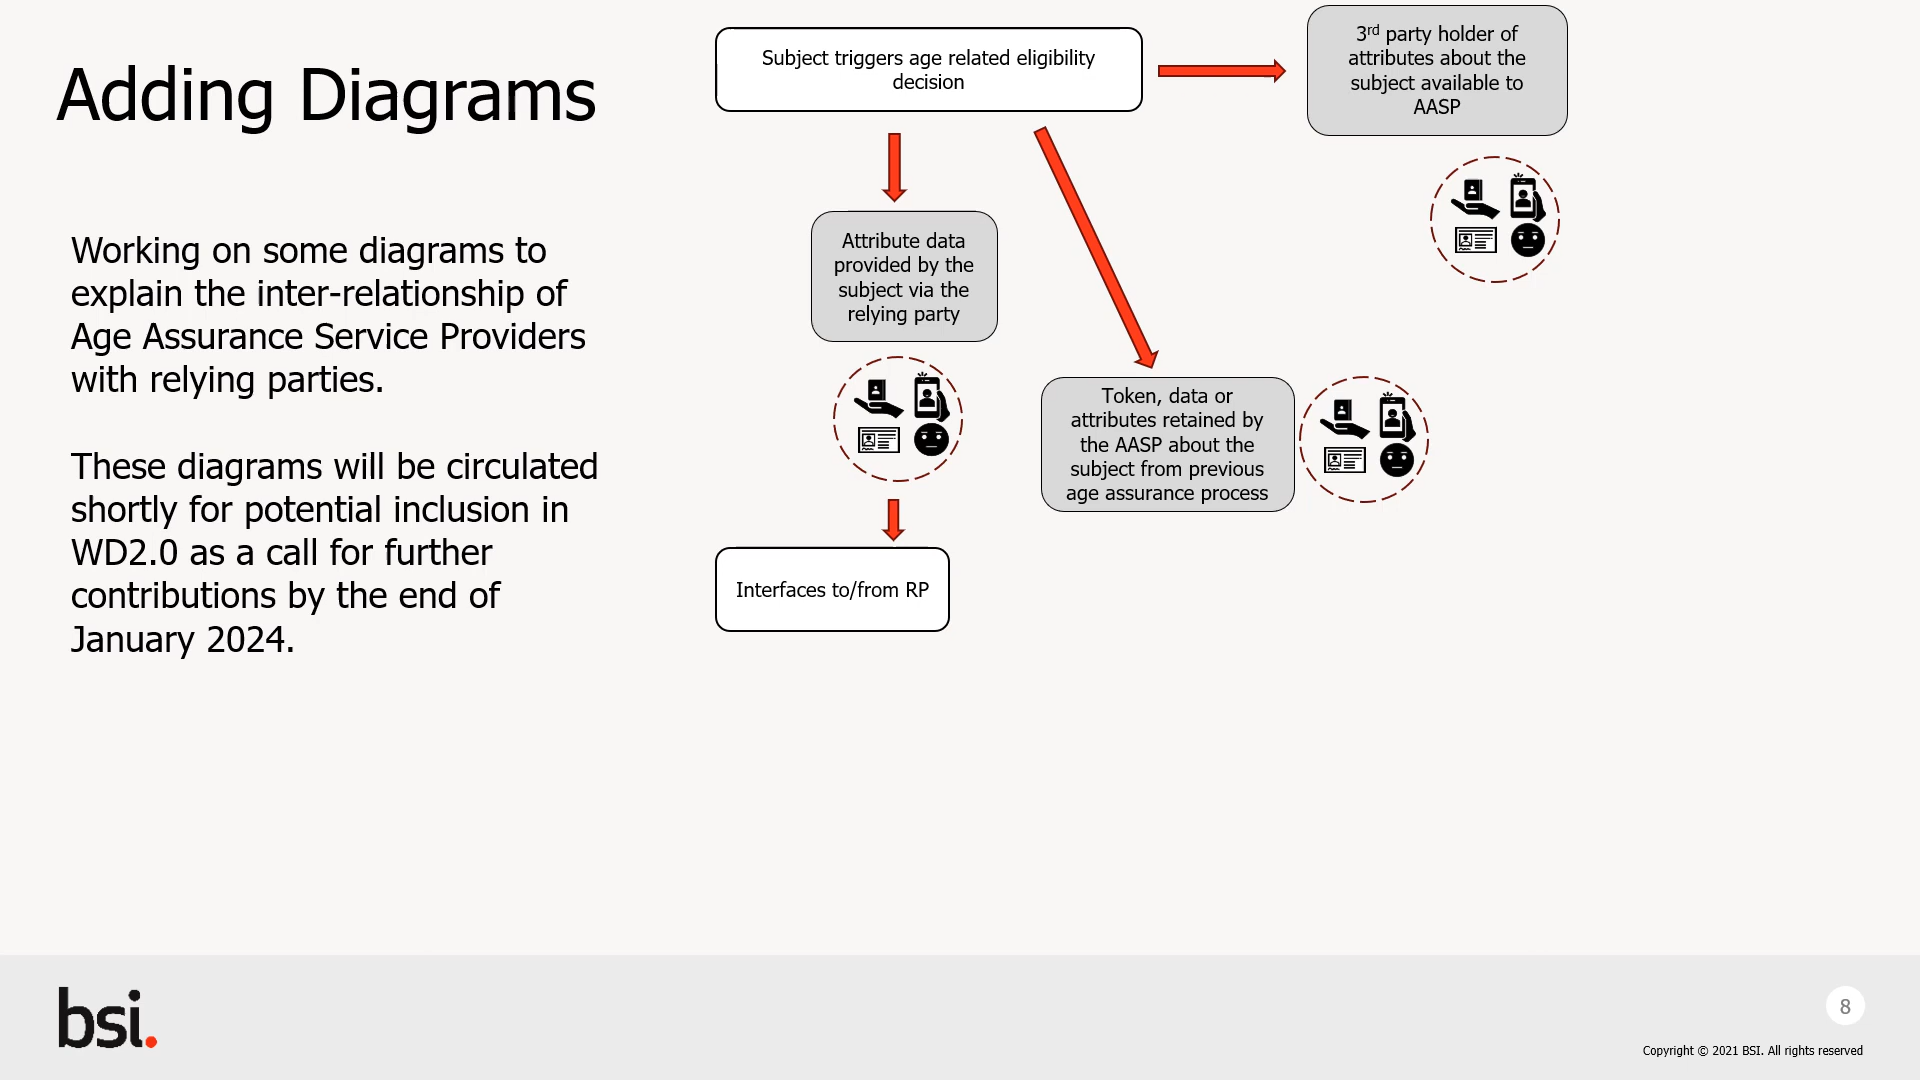 Adding Diagrams
Working on some diagrams to
explain the inter-relationship of
Age Assurance Service Providers
with relying parties.
These diagrams will be circulated
shortly for potential inclusion in
WD2.0 as a call for further
contributions by the end of
January 2024.
Subject triggers age related eligibility
decision
3rd party holder of
attributes about the
subject available to
AASP
Attribute data
provided by the
subject via the
relying party
Token, data or
attributes retained by
the AASP about the
subject from previous
age assurance process
Interfaces to/from RP
bsi.
8
Copyright © 2021 BSI. All rights reserved